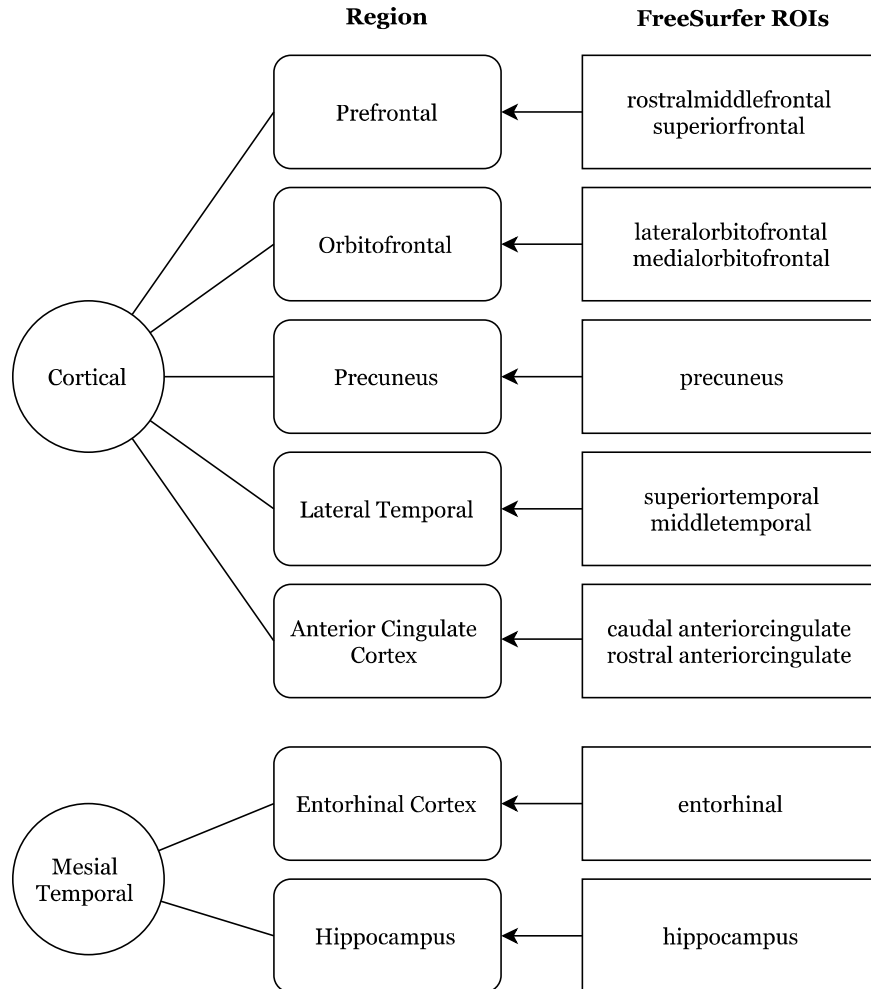 Region
FreeSurfer ROIs
Prefrontal
rostralmiddlefrontal
superiorfrontal
Orbitofrontal
lateralorbitofrontal
medialorbitofrontal
Cortical
Precuneus
precuneus
Lateral Temporal
superiortemporal
middletemporal
Anterior Cingulate
Cortex
caudal anteriorcingulate
rostral anteriorcingulate
Entorhinal Cortex
entorhinal
Mesial
Temporal
Hippocampus
hippocampus